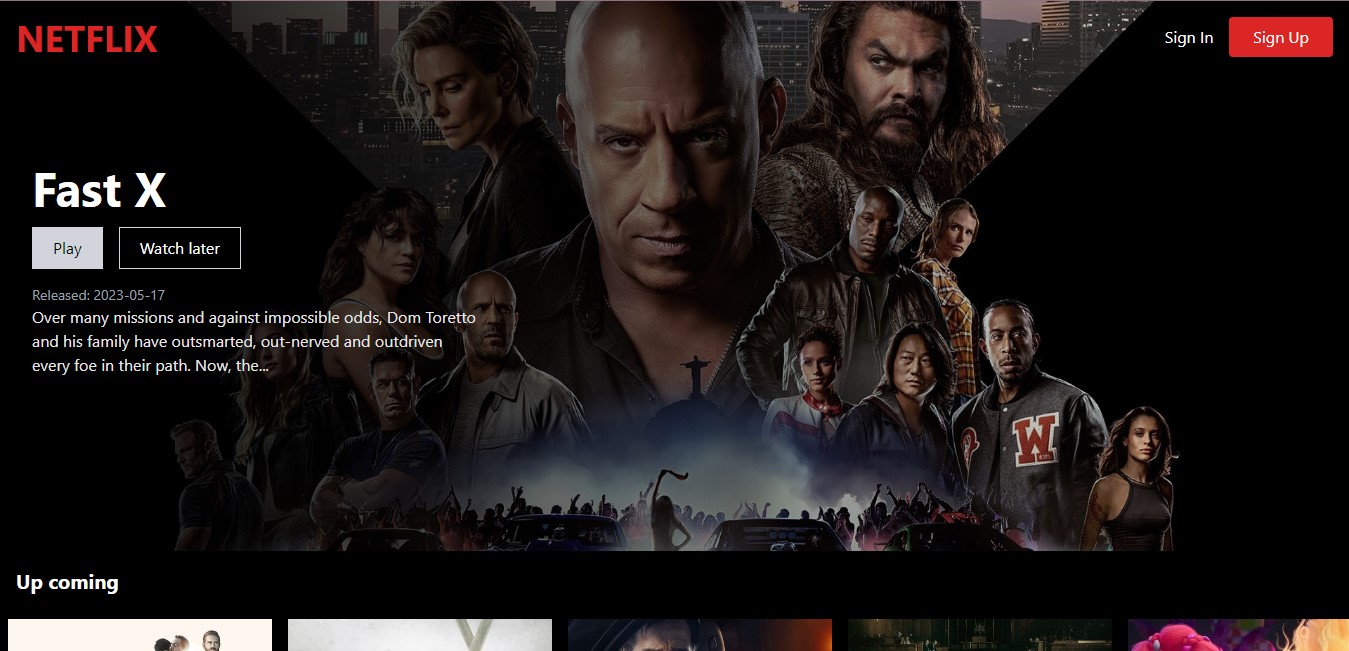 NETFLIX
Sign In
Sign Up
Fast X
Play
Watch later
Released: 2023-05-17
Over many missions and against impossible odds, Dom Toretto
and his family have outsmarted, out-nerved and outdriven
every foe in their path. Now, the...
W
Up coming